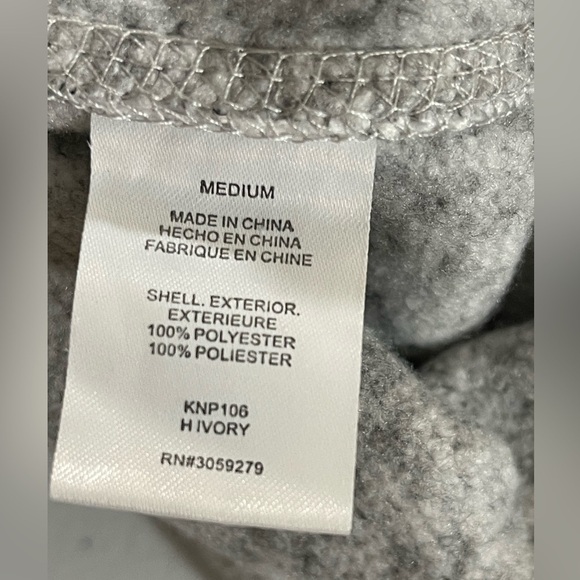 MEDIUM
MADE IN CHINA
HECHO EN CHINA
FABRIQUE EN CHINE
SHELL. EXTERIOR.
EXTERIEURE
100% POLYESTER
100% POLIESTER
KNP106
H IVORY
RN#3059279